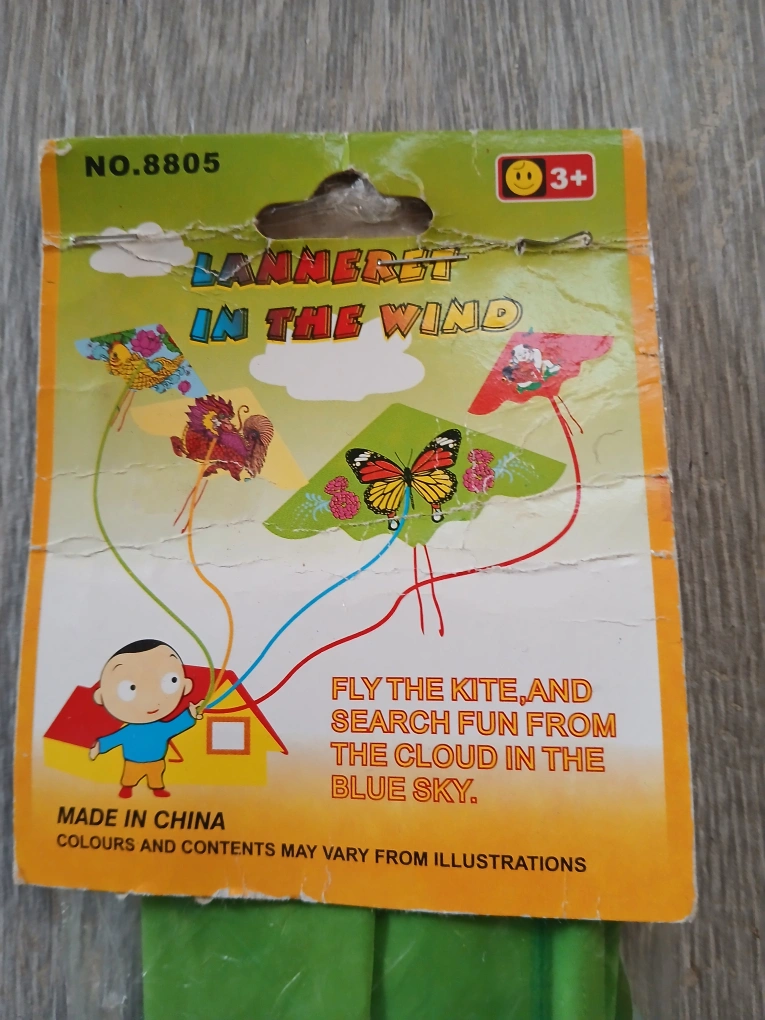 NO.8805
3+
LANNERET
IN THE WIND
FLY THE KITE,AND
SEARCH FUN FROM
THE CLOUD IN THE
BLUE SKY.
MADE IN CHINA
COLOURS AND CONTENTS MAY VARY FROM ILLUSTRATIONS